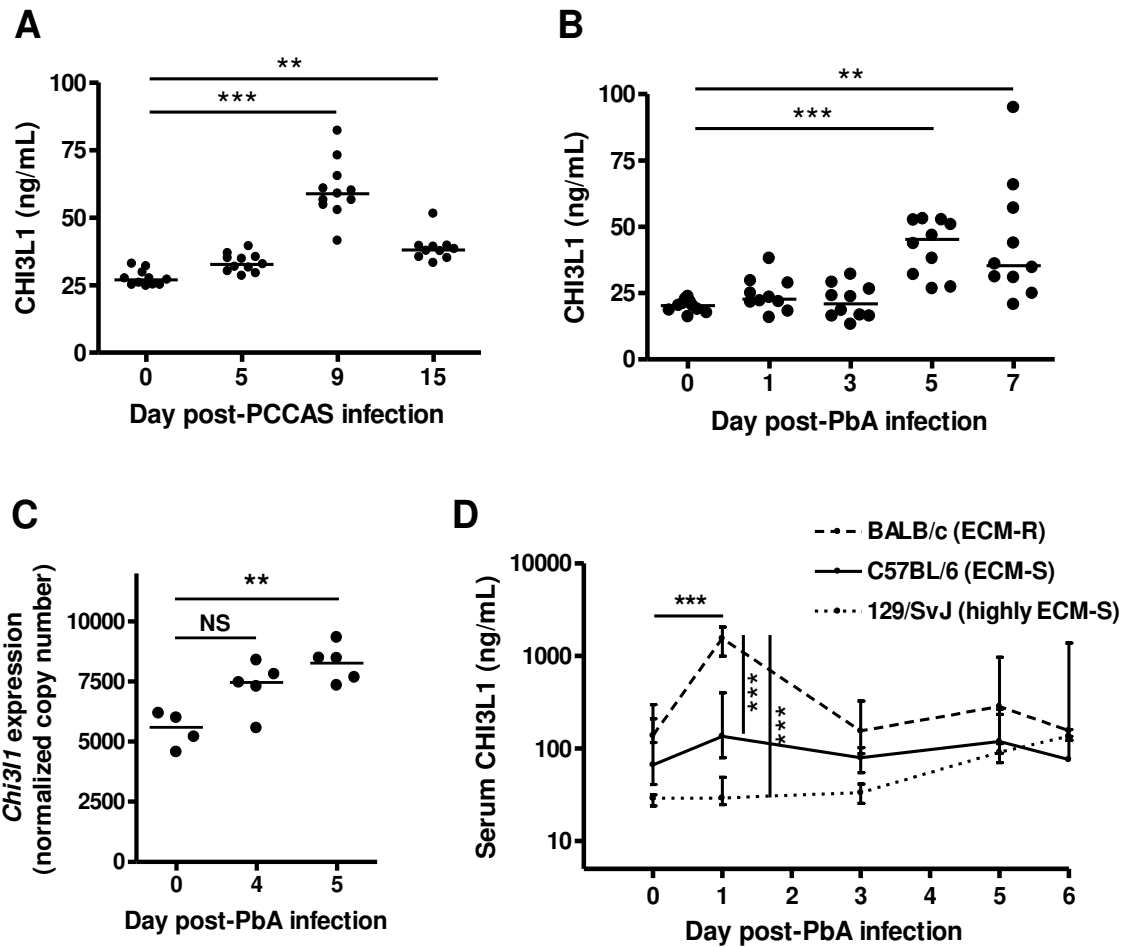 A
CHI3L1 (ng/mL)
100
75
50
25
0
**
***
0 5 9 15
Day post-PCCAS infection
B
CHI3L1 (ng/mL)
100
75
50
25
0
**
***
0 1 3 5 7
Day post-PbA infection
C
Chi3l1 expression
(normalized copy number)
10000
7500
5000
2500
0
**
NS
0 4 5
Day post-PbA infection
D
BALB/c (ECM-R)
C57BL/6 (ECM-S)
129/SvJ (highly ECM-S)
Serum CHI3L1 (ng/mL)
10000
1000
100
10
***
***
***
0 1 2 3 4 5 6
Day post-PbA infection